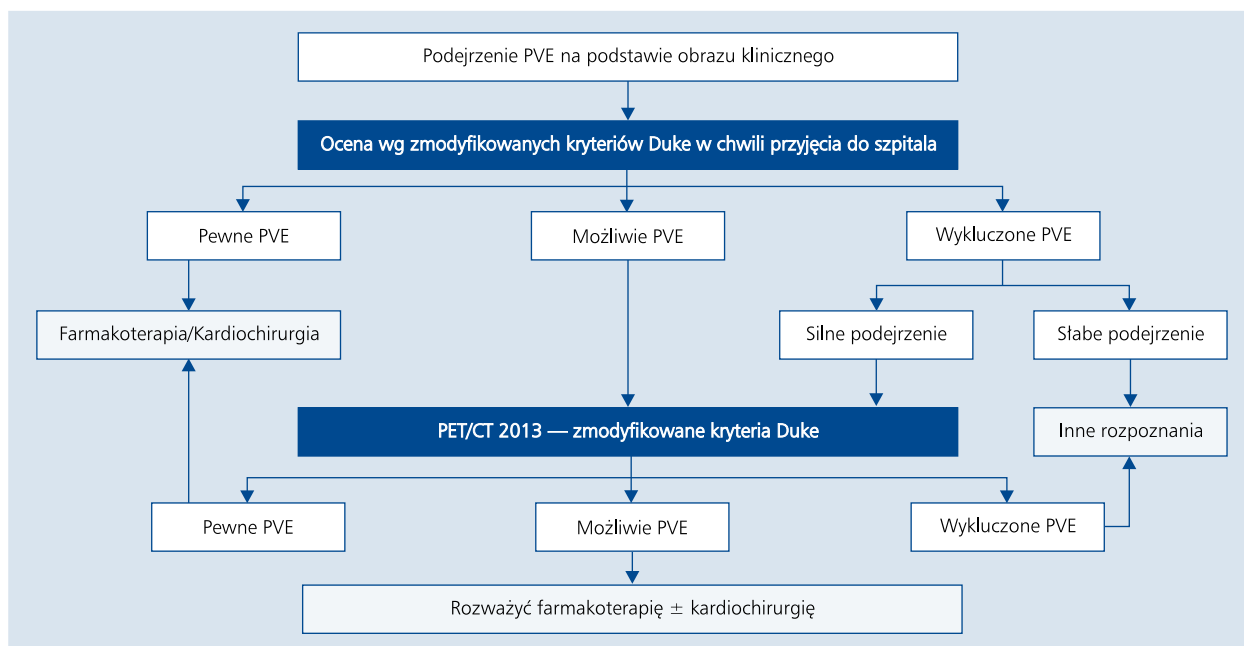 Podejrzenie PVE na podstawie obrazu klinicznego
Ocena wg zmodyfikowanych kryteriów Duke w chwili przyjęcia do szpitala
Pewne PVE
Możliwie PVE
Wykluczone PVE
Farmakoterapia/Kardiochirurgia
Silne podejrzenie
Słabe podejrzenie
PET/CT 2013 — zmodyfikowane kryteria Duke
Inne rozpoznania
Pewne PVE
Możliwie PVE
Wykluczone PVE
Rozważyć farmakoterapię ± kardiochirurgię